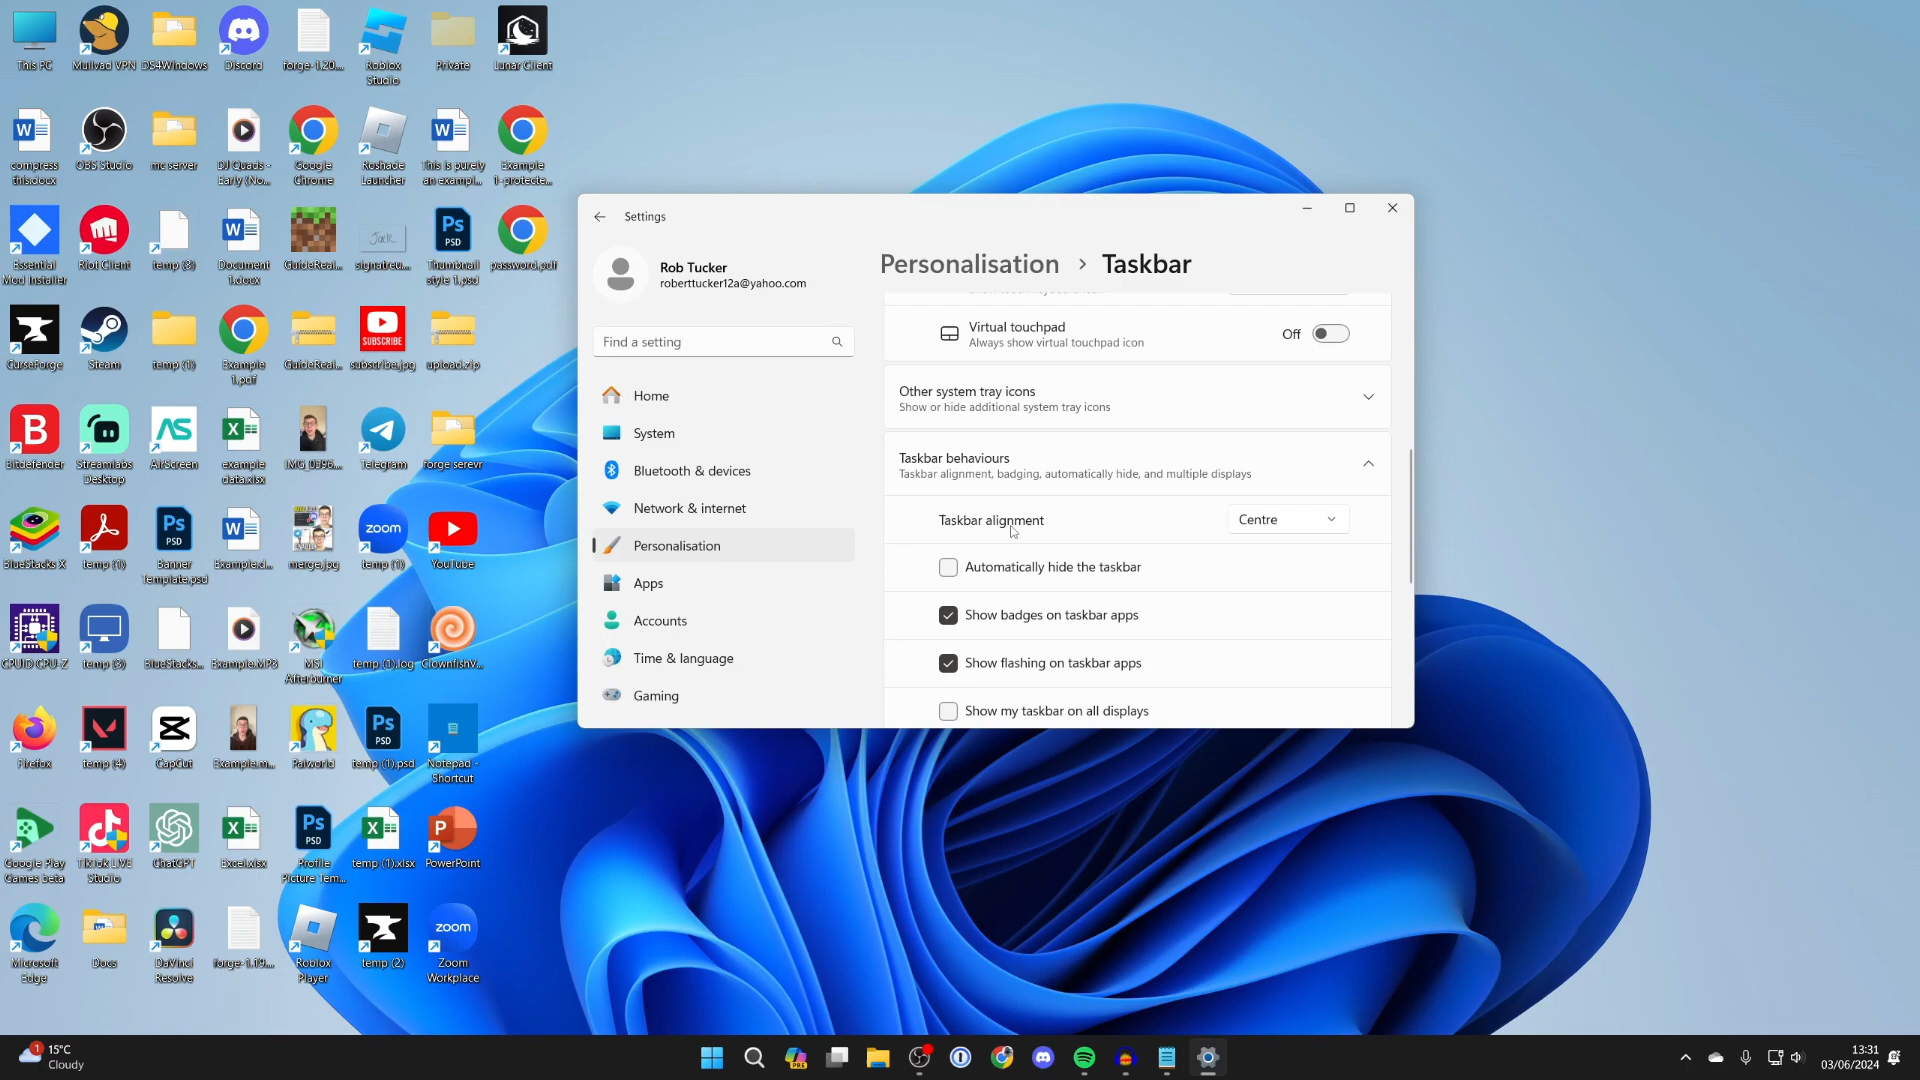 This PC
Mullvad VPN
DS4Windows
Discord
forge-1.20...
Roblox
Studio
Private
Lunar Client
compress
this.docx
OBS Studio
mc server
DJ Quads -
Early (No...
Google
Chrome
Roshade
Launcher
This is purely
an exampl...
Example
1-protecte...
Essential
Mod Installer
Riot Client
temp (3)
Document
1.docx
GuideReal...
signatreu...
Thumbnail
style 1.psd
password.pdf
CurseForge
Steam
temp (1)
Example
1.pdf
GuideReal...
SUBSCRIBE
subscribe.jpg
upload.zip
Bitdefender
Streamlabs
Desktop
AirScreen
example
data.xlsx
IMG_0393...
Telegram
forge serevr
BlueStacks X
temp (1)
Banner
Template.psd
Example.d...
merge.jpg
zoom
temp (1)
YouTube
CPUID CPU-Z
temp (3)
BlueStacks...
Example.MP3
MSI
Afterburner
temp (1).log
ClownfishV...
Firefox
temp (4)
CapCut
Example.m...
Palworld
temp (1).psd
Notepad -
Shortcut
Google Play
Games beta
TikTok LIVE
Studio
ChatGPT
Excel.xlsx
Profile
Picture Tem...
temp (1).xlsx
PowerPoint
Microsoft
Edge
Docs
DaVinci
Resolve
forge-1.19...
Roblox
Player
temp (2)
zoom
Zoom
Workplace
Settings
Rob Tucker
roberttucker12a@yahoo.com
Find a setting
Home
System
Bluetooth & devices
Network & internet
Personalisation
Apps
Accounts
Time & language
Gaming
Personalisation > Taskbar
Virtual touchpad
Always show virtual touchpad icon
Off
Other system tray icons
Show or hide additional system tray icons
Taskbar behaviours
Taskbar alignment, badging, automatically hide, and multiple displays
Taskbar alignment
Centre
Automatically hide the taskbar
Show badges on taskbar apps
Show flashing on taskbar apps
Show my taskbar on all displays
1
15°C
Cloudy
PRE
13:31
03/06/2024